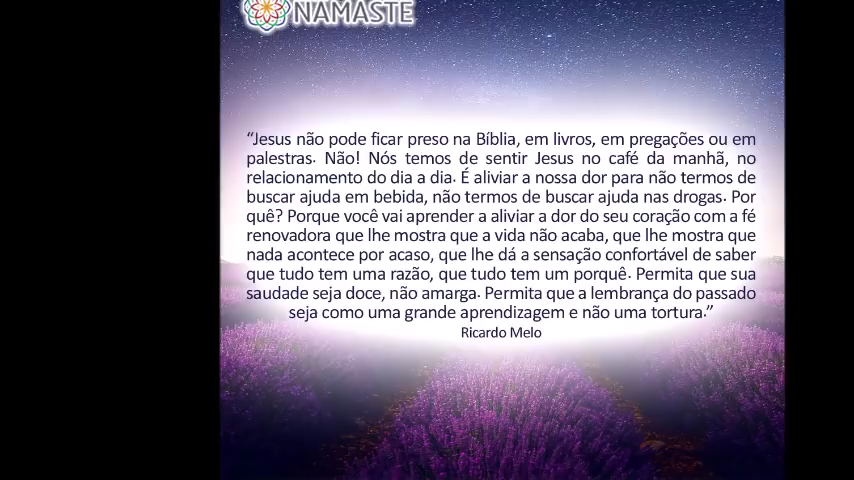 NAMASTE
“Jesus não pode ficar preso na Bíblia, em livros, em pregações ou em
palestras. Não! Nós temos de sentir Jesus no café da manhã, no
relacionamento do dia a dia. É aliviar a nossa dor para não termos de
buscar ajuda em bebida, não termos de buscar ajuda nas drogas. Por
quê? Porque você vai aprender a aliviar a dor do seu coração com a fé
renovadora que lhe mostra que a vida não acaba, que lhe mostra que
nada acontece por acaso, que lhe dá a sensação confortável de saber
que tudo tem uma razão, que tudo tem um porquê. Permita que sua
saudade seja doce, não amarga. Permita que a lembrança do passado
seja como uma grande aprendizagem e não uma tortura.”
Ricardo Melo